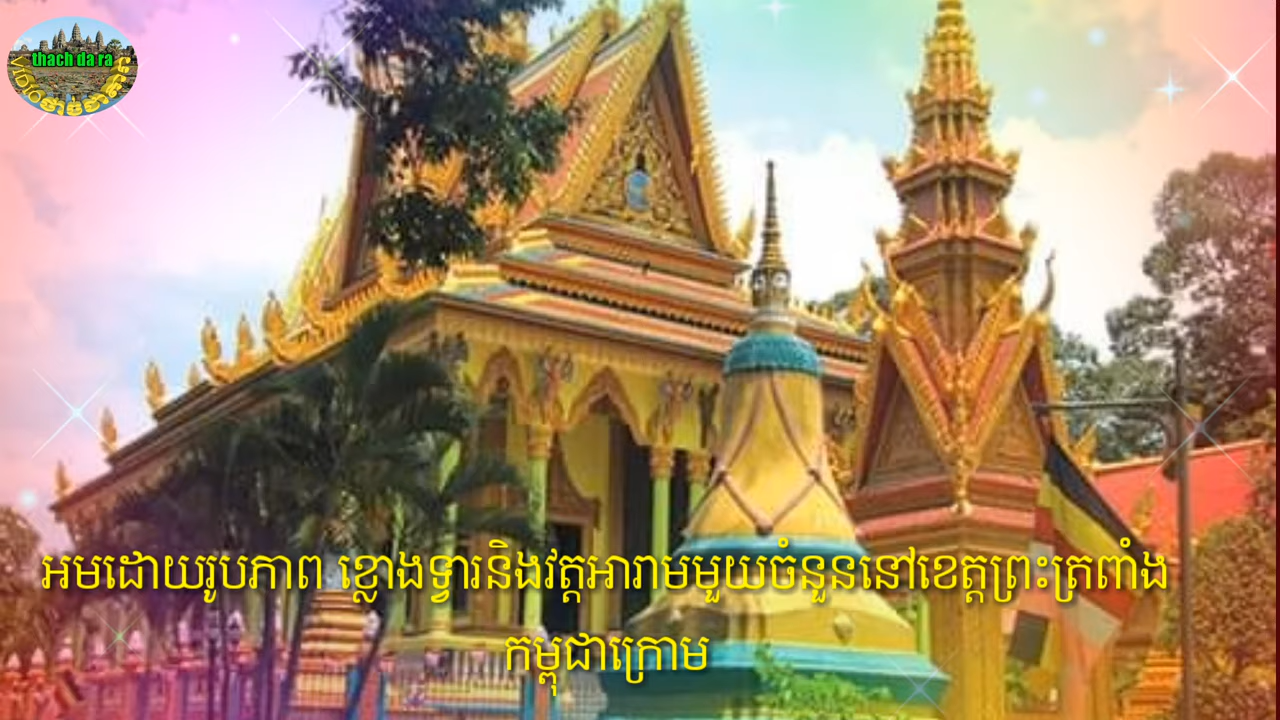 thach da ra
អមដោយរូបភាព ខ្លោងទ្វារនិងវត្តអារាមមួយចំនួននៅខេត្តព្រះត្រពាំង
កម្ពុជាក្រោម